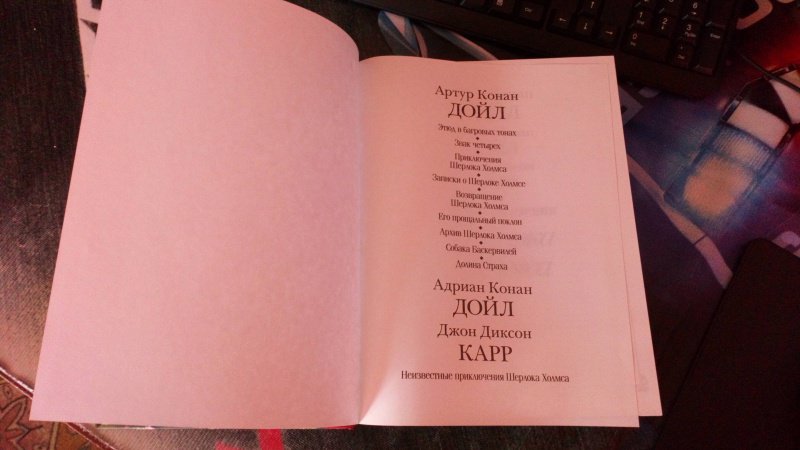 Артур Конан
ДОЙЛ
Этюд в багровых тонах
Знак четырех
Приключения
Шерлока Холмса
Записки о Шерлоке Холмсе
Возвращение
Шерлока Холмса
Его прощальный поклон
Архив Шерлока Холмса
Собака Баскервилей
Долина Страха
Адриан Конан
ДОЙЛ
Джон Диксон
КАРР
Неизвестные приключения Шерлока Холмса